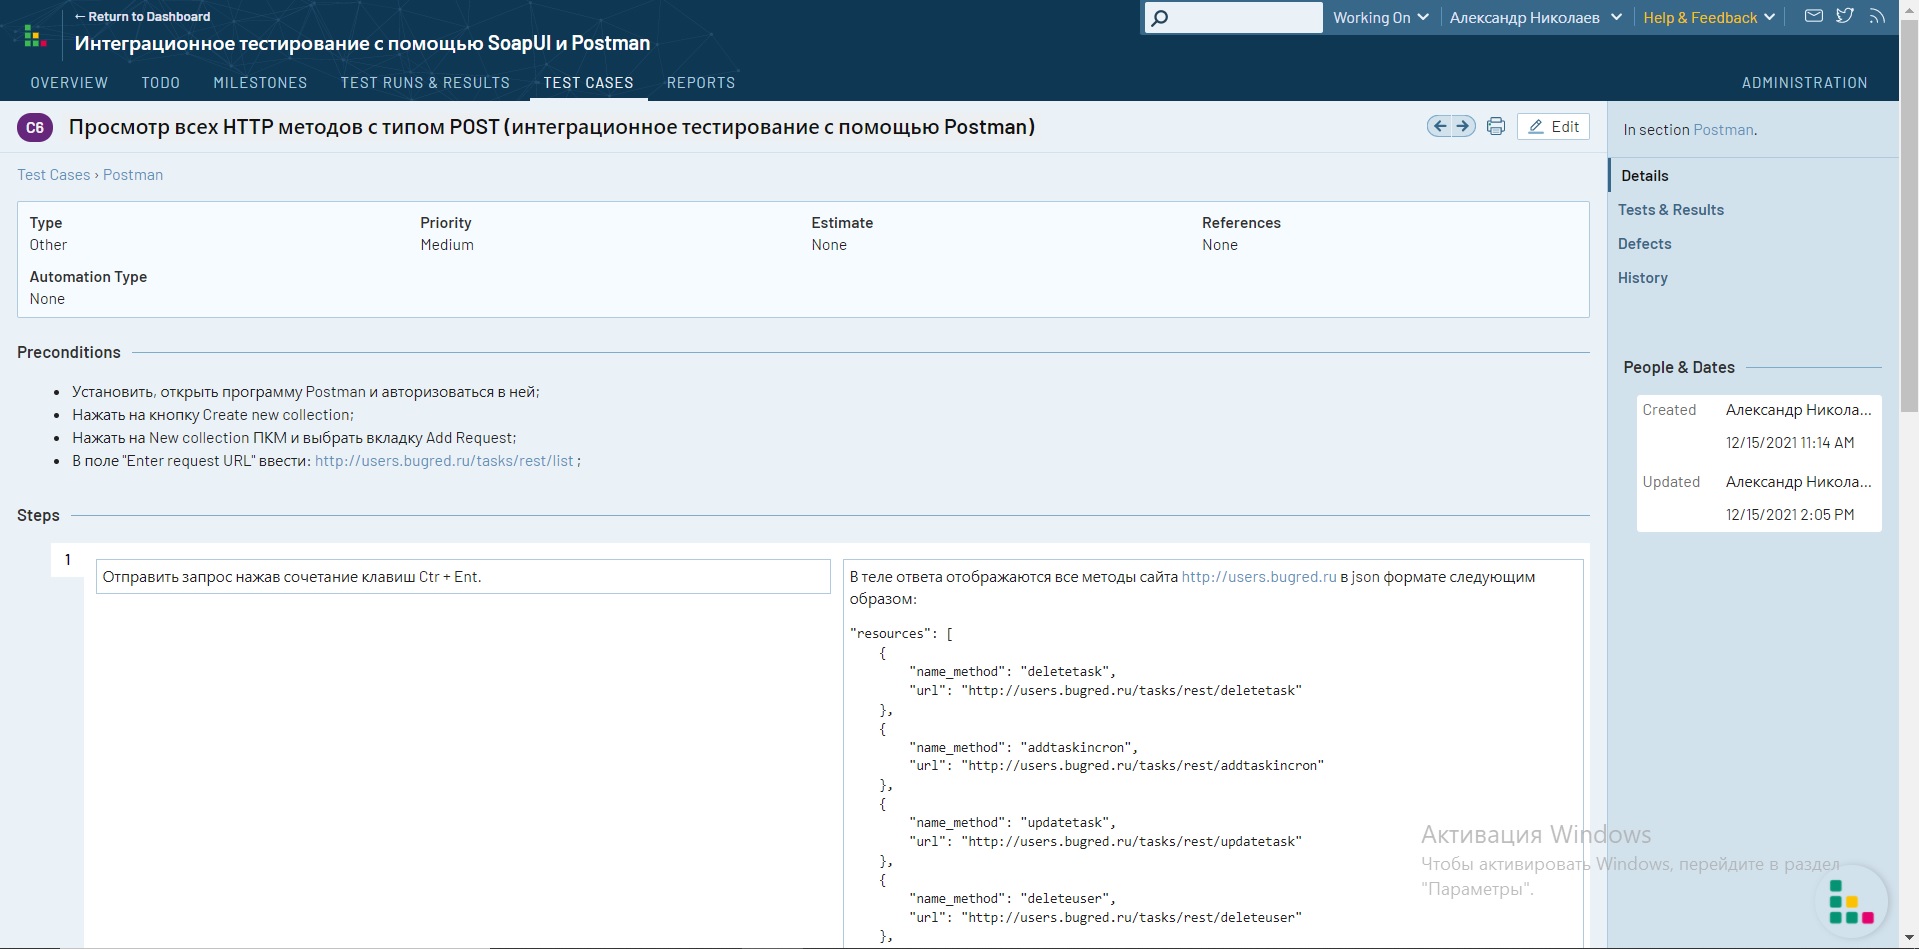 ← Return to Dashboard
Интеграционное тестирование с помощью SoapUI и Postman
Working On
Александр Николаев
Help & Feedback
OVERVIEW TODO MILESTONES TEST RUNS & RESULTS TEST CASES REPORTS ADMINISTRATION
C6 Просмотр всех HTTP методов с типом POST (интеграционное тестирование с помощью Postman)
Edit
Test Cases › Postman
Type Priority Estimate References
Other Medium None None
Automation Type
None
Preconditions
• Установить, открыть программу Postman и авторизоваться в ней;
• Нажать на кнопку Create new collection;
• Нажать на New collection ПКМ и выбрать вкладку Add Request;
• В поле "Enter request URL" ввести: http://users.bugred.ru/tasks/rest/list ;
Steps
1
Отправить запрос нажав сочетание клавиш Ctr + Ent.
В теле ответа отображаются все методы сайта http://users.bugred.ru в json формате следующим
образом:
"resources": [
{
"name_method": "deletetask",
"url": "http://users.bugred.ru/tasks/rest/deletetask"
},
{
"name_method": "addtaskincron",
"url": "http://users.bugred.ru/tasks/rest/addtaskincron"
},
{
"name_method": "updatetask",
"url": "http://users.bugred.ru/tasks/rest/updatetask"
},
{
"name_method": "deleteuser",
"url": "http://users.bugred.ru/tasks/rest/deleteuser"
},
In section Postman.
Details
Tests & Results
Defects
History
People & Dates
Created Александр Никола...
12/15/2021 11:14 AM
Updated Александр Никола...
12/15/2021 2:05 PM
Активация Windows
Чтобы активировать Windows, перейдите в раздел
"Параметры".